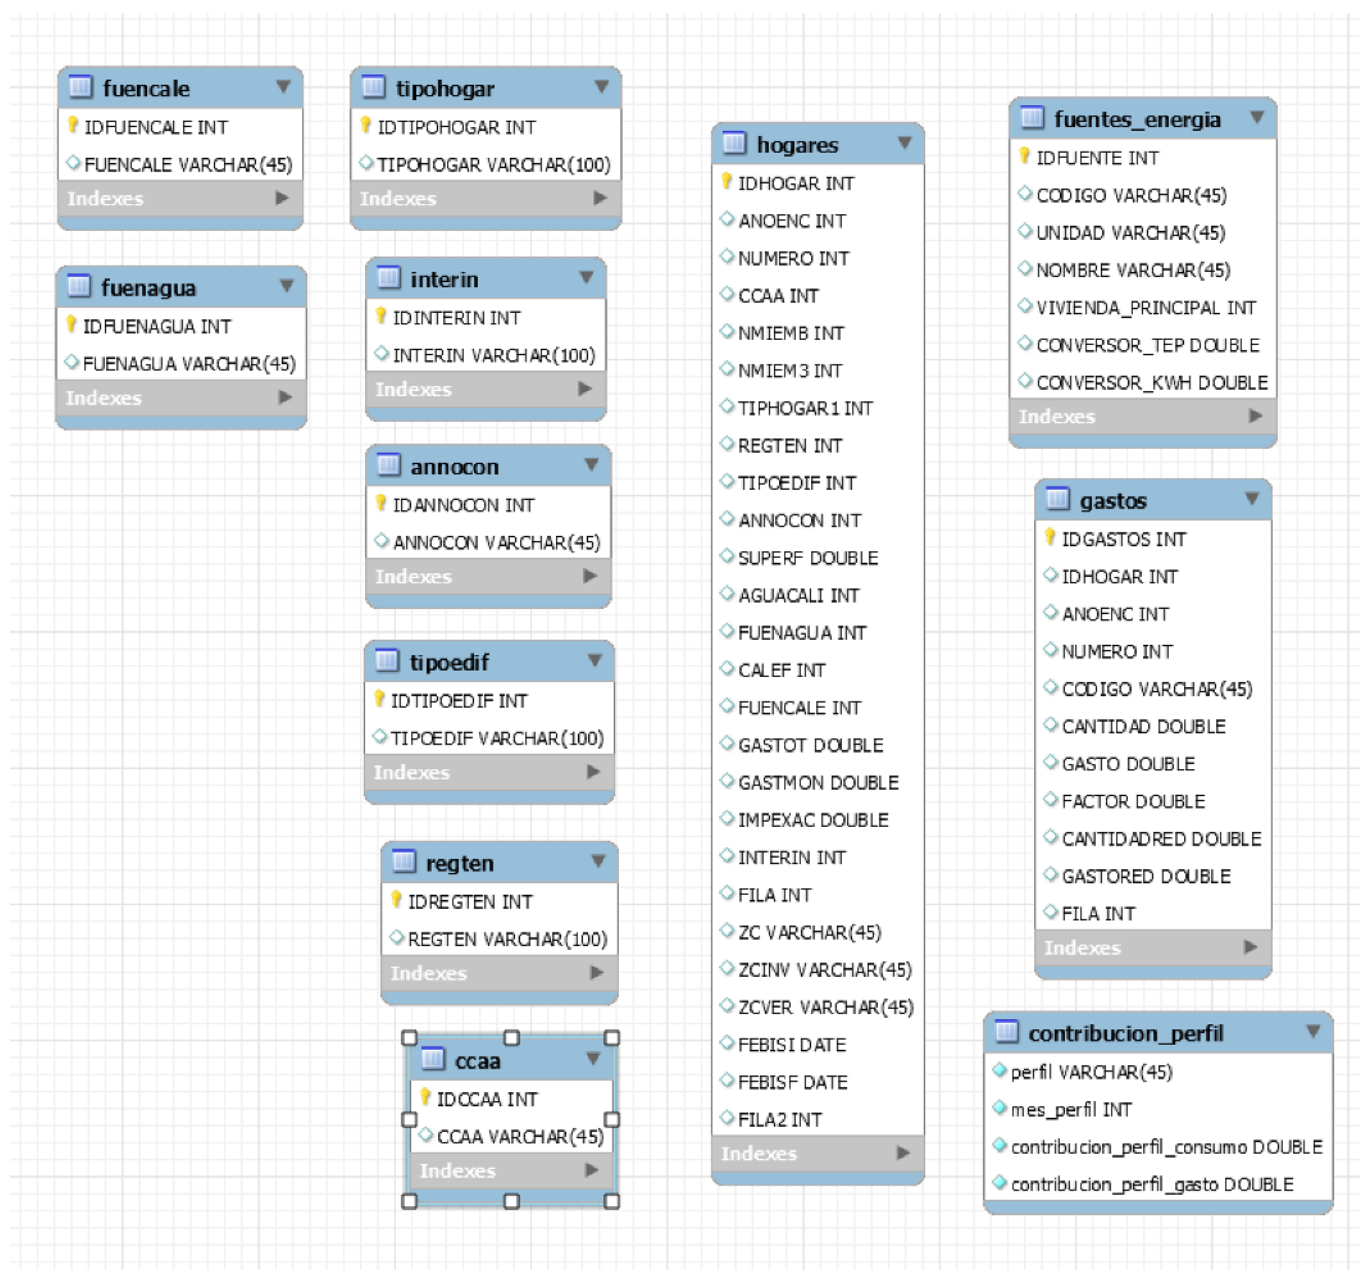 fuencale
IDFUENCALE INT
FUENCALE VARCHAR(45)
Indexes
fuenagua
IDFUENAGUA INT
FUENAGUA VARCHAR(45)
Indexes
tipohogar
IDTIPOHOGAR INT
TIPOHOGAR VARCHAR(100)
Indexes
interin
IDINTERIN INT
INTERIN VARCHAR(100)
Indexes
annocon
IDANNOCON INT
ANNOCON VARCHAR(45)
Indexes
tipoedif
IDTIPOEDIF INT
TIPOEDIF VARCHAR(100)
Indexes
regten
IDREGTEN INT
REGTEN VARCHAR(100)
Indexes
ccaa
IDCCAA INT
CCAA VARCHAR(45)
Indexes
hogares
IDHOGAR INT
ANOENC INT
NUMERO INT
CCAA INT
NMIEMB INT
NMIEM3 INT
TIPHOGAR1 INT
REGTEN INT
TIPOEDIF INT
ANNOCON INT
SUPERF DOUBLE
AGUACALI INT
FUENAGUA INT
CALEF INT
FUENCALE INT
GASTOT DOUBLE
GASTMON DOUBLE
IMPEXAC DOUBLE
INTERIN INT
FILA INT
ZC VARCHAR(45)
ZCINV VARCHAR(45)
ZCVER VARCHAR(45)
FEBISI DATE
FEBISF DATE
FILA2 INT
Indexes
fuentes_energia
IDFUENTE INT
CODIGO VARCHAR(45)
UNIDAD VARCHAR(45)
NOMBRE VARCHAR(45)
VIVIENDA_PRINCIPAL INT
CONVERSOR_TEP DOUBLE
CONVERSOR_KWH DOUBLE
Indexes
gastos
IDGASTOS INT
IDHOGAR INT
ANOENC INT
NUMERO INT
CODIGO VARCHAR(45)
CANTIDAD DOUBLE
GASTO DOUBLE
FACTOR DOUBLE
CANTIDADRED DOUBLE
GASTORED DOUBLE
FILA INT
Indexes
contribucion_perfil
perfil VARCHAR(45)
mes_perfil INT
contribucion_perfil_consumo DOUBLE
contribucion_perfil_gasto DOUBLE